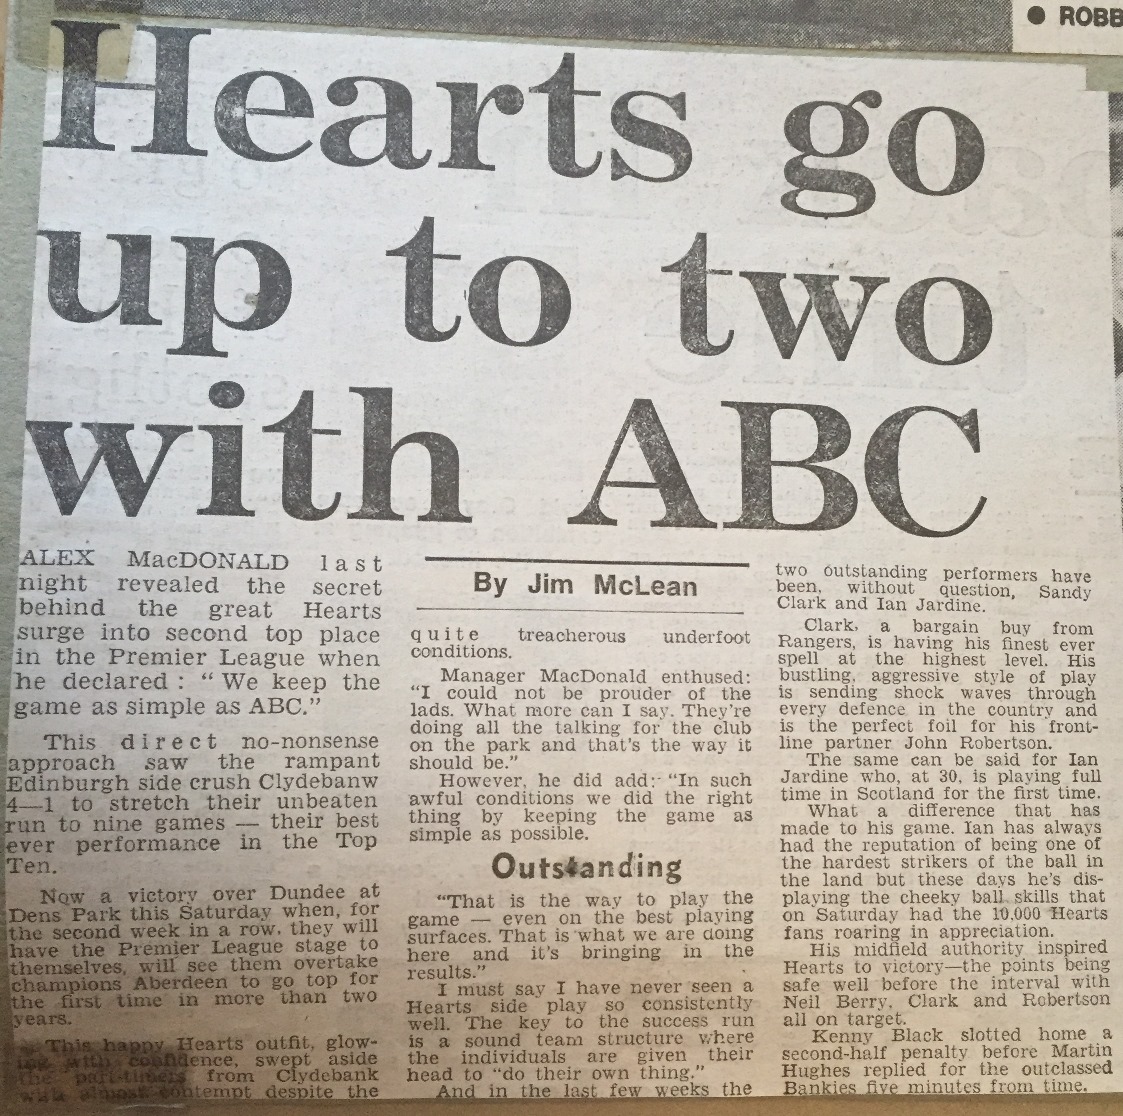 ● ROBB
Hearts go
up to two
with ABC
ALEX MacDONALD last
night revealed the secret
behind the great Hearts
surge into second top place
in the Premier League when
he declared : “ We keep the
game as simple as ABC.”
This direct no-nonsense
approach saw the rampant
Edinburgh side crush Clydebanw
4—1 to stretch their unbeaten
run to nine games — their best
ever performance in the Top
Ten.
Now a victory over Dundee at
Dens Park this Saturday when, for
the second week in a row, they will
have the Premier League stage to
themselves, will see them overtake
champions Aberdeen to go top for
the first time in more than two
years.
This happy Hearts outfit, glow-
ing with confidence, swept aside
the part-timers from Clydebank
with almost contempt despite the
By Jim McLean
quite treacherous underfoot
conditions.
Manager MacDonald enthused:
“I could not be prouder of the
lads. What more can I say. They’re
doing all the talking for the club
on the park and that’s the way it
should be.”
However, he did add: “In such
awful conditions we did the right
thing by keeping the game as
simple as possible.
Outstanding
“That is the way to play the
game — even on the best playing
surfaces. That is what we are doing
here and it’s bringing in the
results.”
I must say I have never seen a
Hearts side play so consistently
well. The key to the success run
is a sound team structure where
the individuals are given their
head to “do their own thing.”
And in the last few weeks the
two outstanding performers have
been, without question, Sandy
Clark and Ian Jardine.
Clark, a bargain buy from
Rangers, is having his finest ever
spell at the highest level. His
bustling, aggressive style of play
is sending shock waves through
every defence in the country and
is the perfect foil for his front-
line partner John Robertson.
The same can be said for Ian
Jardine who, at 30, is playing full
time in Scotland for the first time.
What a difference that has
made to his game. Ian has always
had the reputation of being one of
the hardest strikers of the ball in
the land but these days he’s dis-
playing the cheeky ball skills that
on Saturday had the 10,000 Hearts
fans roaring in appreciation.
His midfield authority inspired
Hearts to victory—the points being
safe well before the interval with
Neil Berry, Clark and Robertson
all on target.
Kenny Black slotted home a
second-half penalty before Martin
Hughes replied for the outclassed
Bankies five minutes from time.